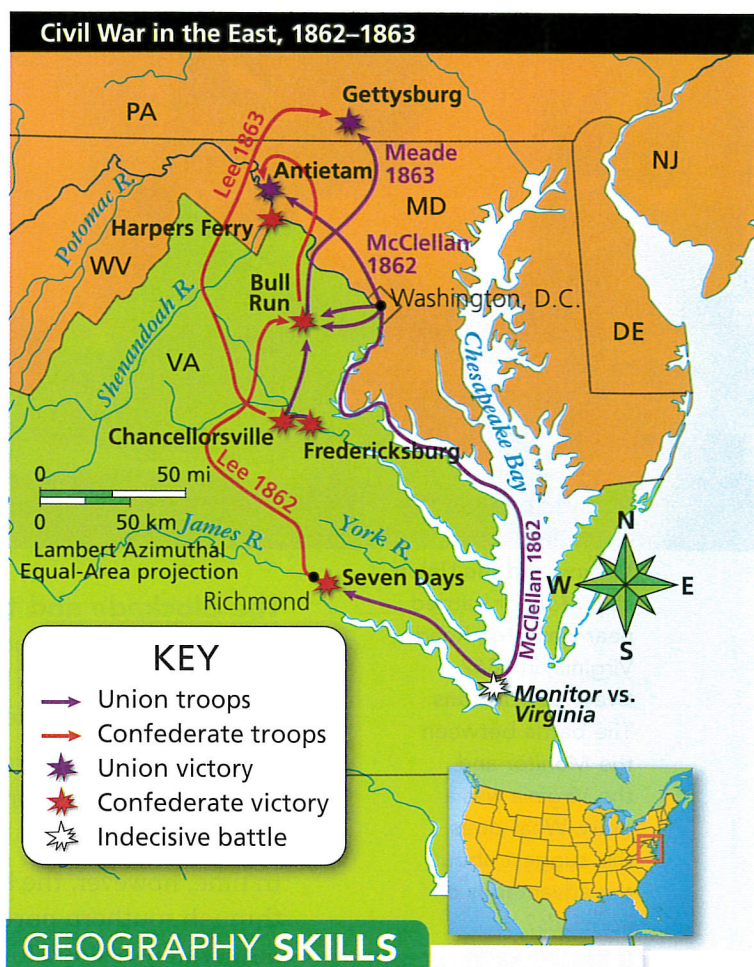 Civil War in the East, 1862–1863
PA
Gettysburg
Lee 1863
Meade
1863
NJ
Antietam
MD
Potomac R.
Harpers Ferry
McClellan
1862
WV
Bull
Run
Washington, D.C.
Shenandoah R.
DE
VA
Chesapeake Bay
Chancellorsville
Fredericksburg
0 50 mi
0 50 km
Lambert Azimuthal
Equal-Area projection
Lee 1862
James R.
York R.
McClellan 1862
N
W E
S
Seven Days
Richmond
Monitor vs.
Virginia
KEY
Union troops
Confederate troops
Union victory
Confederate victory
Indecisive battle
GEOGRAPHY SKILLS